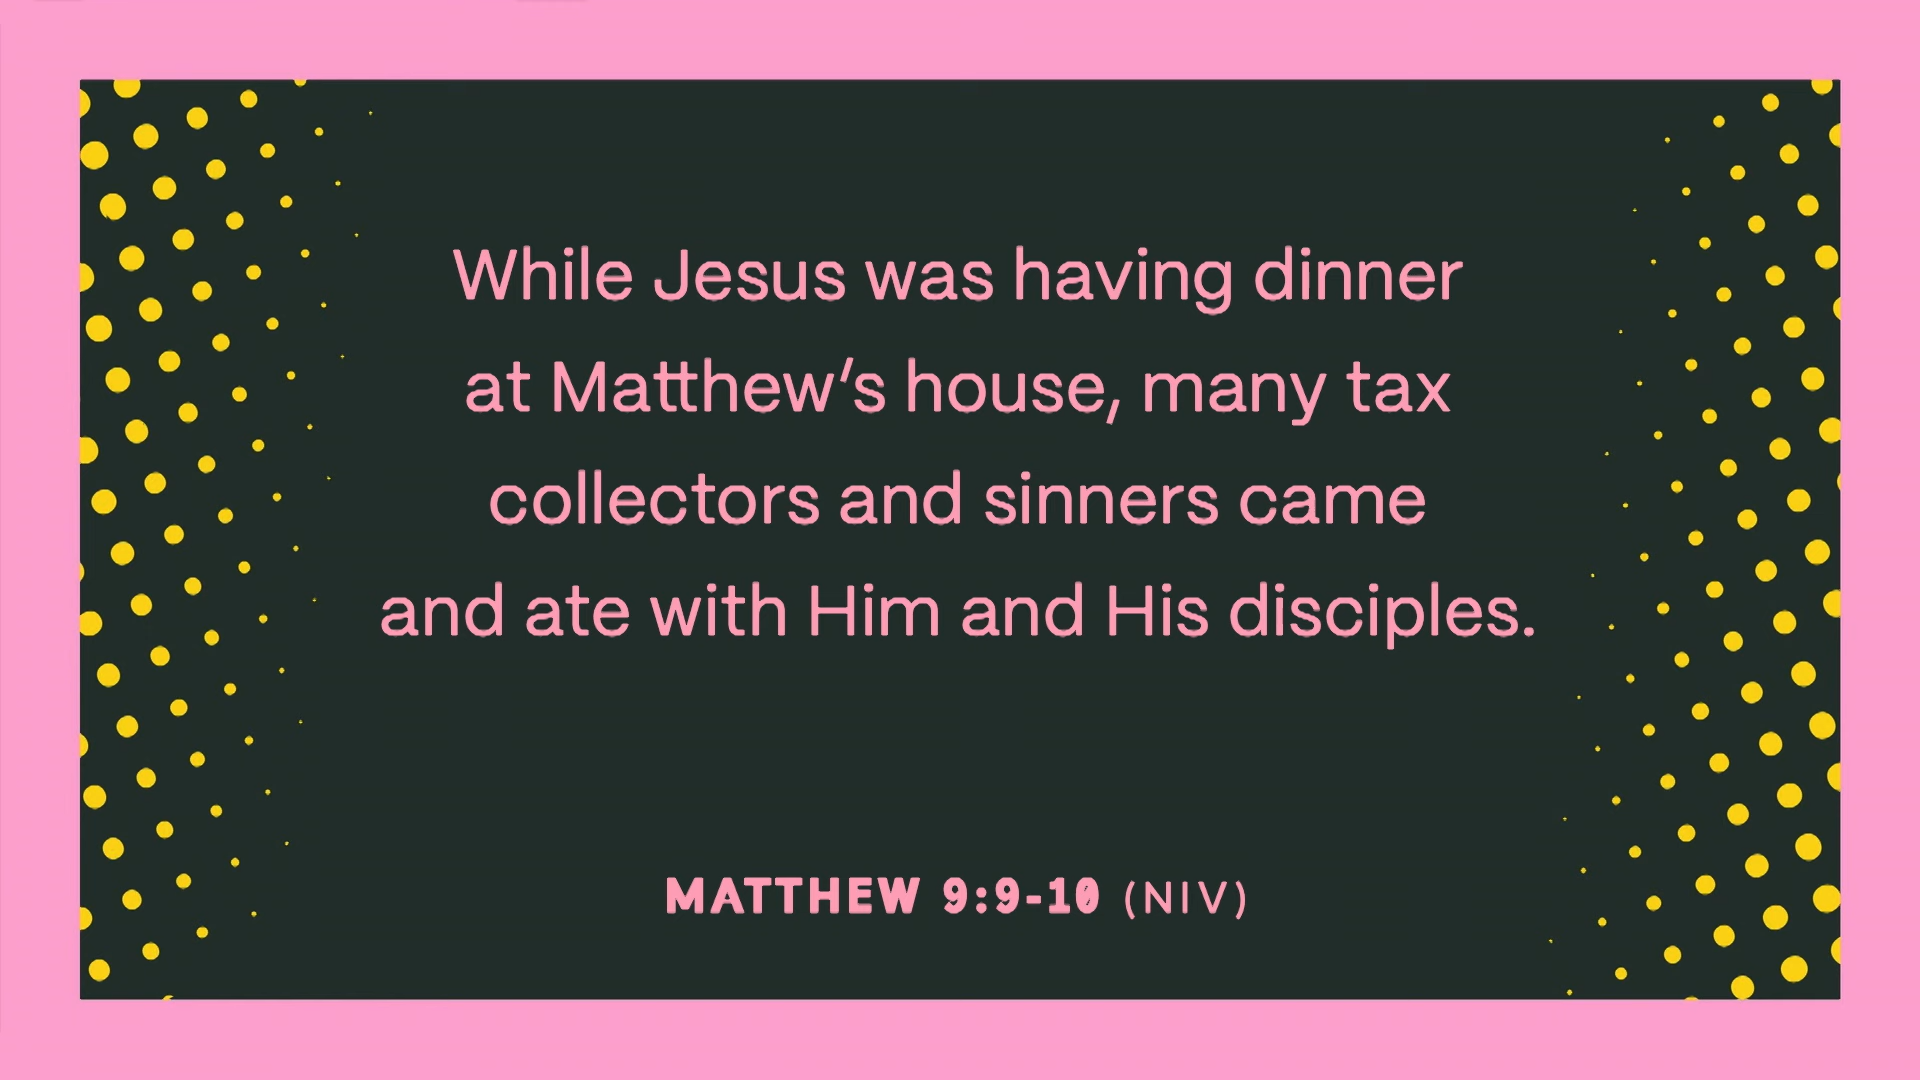 While Jesus was having dinner
at Matthew’s house, many tax
collectors and sinners came
and ate with Him and His disciples.
MATTHEW 9:9-10 (NIV)